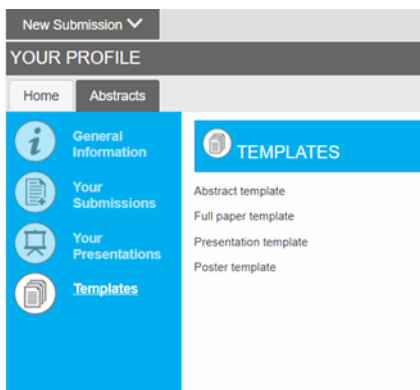 New Submission
YOUR PROFILE
Home
Abstracts
General
Information
Your
Submissions
Your
Presentations
Templates
TEMPLATES
Abstract template
Full paper template
Presentation template
Poster template